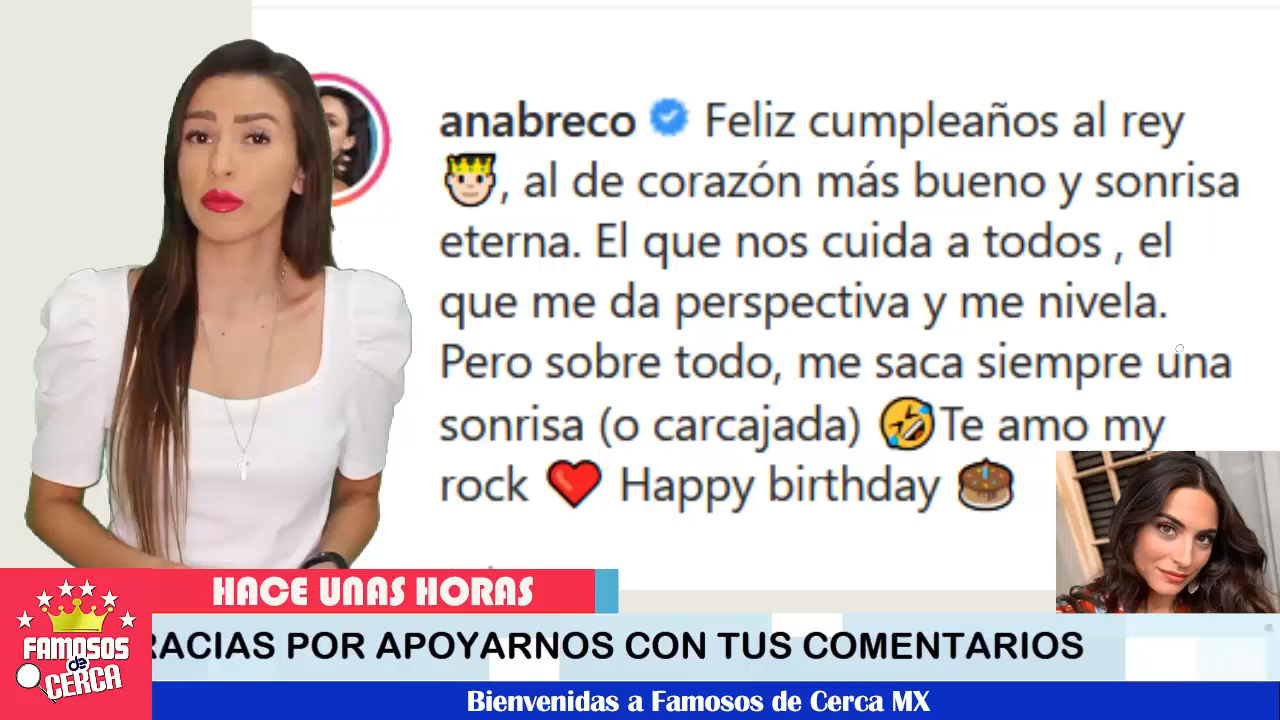 anabreco Feliz cumpleaños al rey
🤴, al de corazón más bueno y sonrisa
eterna. El que nos cuida a todos , el
que me da perspectiva y me nivela.
Pero sobre todo, me saca siempre una
sonrisa (o carcajada) 🤣Te amo my
rock ❤️ Happy birthday 🎂
HACE UNAS HORAS
FAMOSOS
de
CERCA
RACIAS POR APOYARNOS CON TUS COMENTARIOS
Bienvenidas a Famosos de Cerca MX